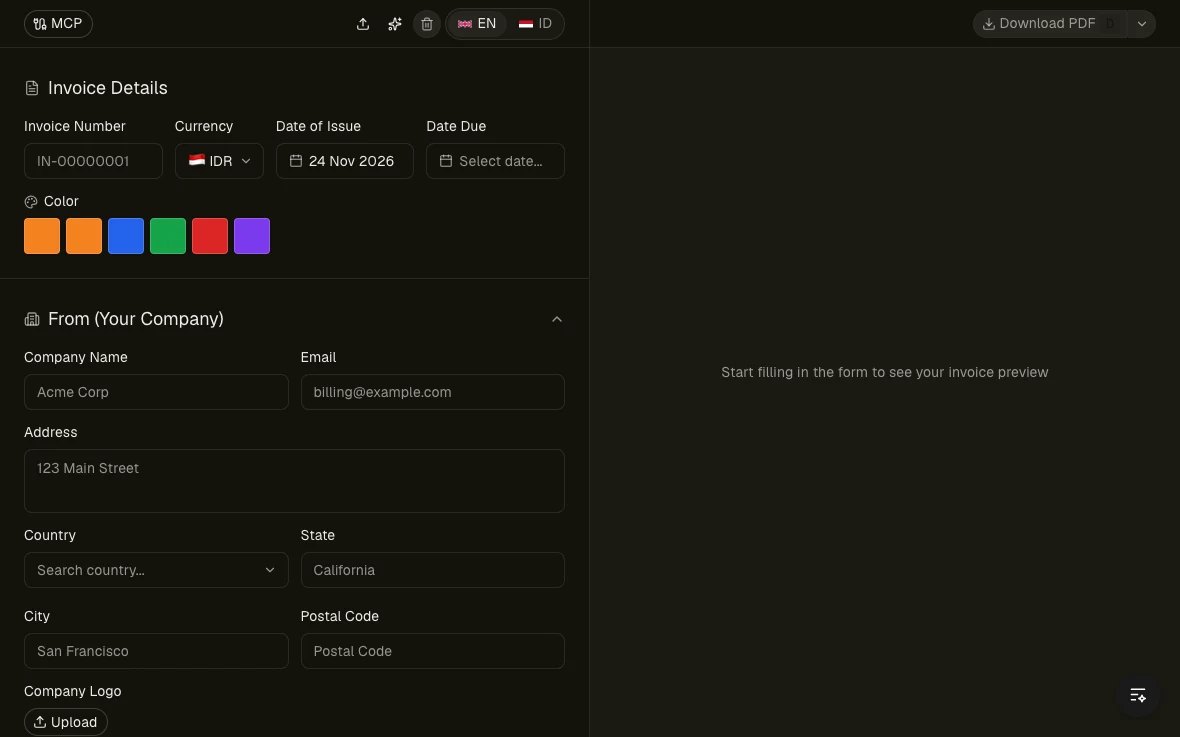 MCP
EN
ID
Download PDF
Invoice Details
Invoice Number
Currency
Date of Issue
Date Due
IN-00000001
IDR
24 Nov 2026
Select date...
Color
From (Your Company)
Company Name
Email
Acme Corp
billing@example.com
Address
123 Main Street
Country
State
Search country...
California
City
Postal Code
San Francisco
Postal Code
Company Logo
Upload
Start filling in the form to see your invoice preview